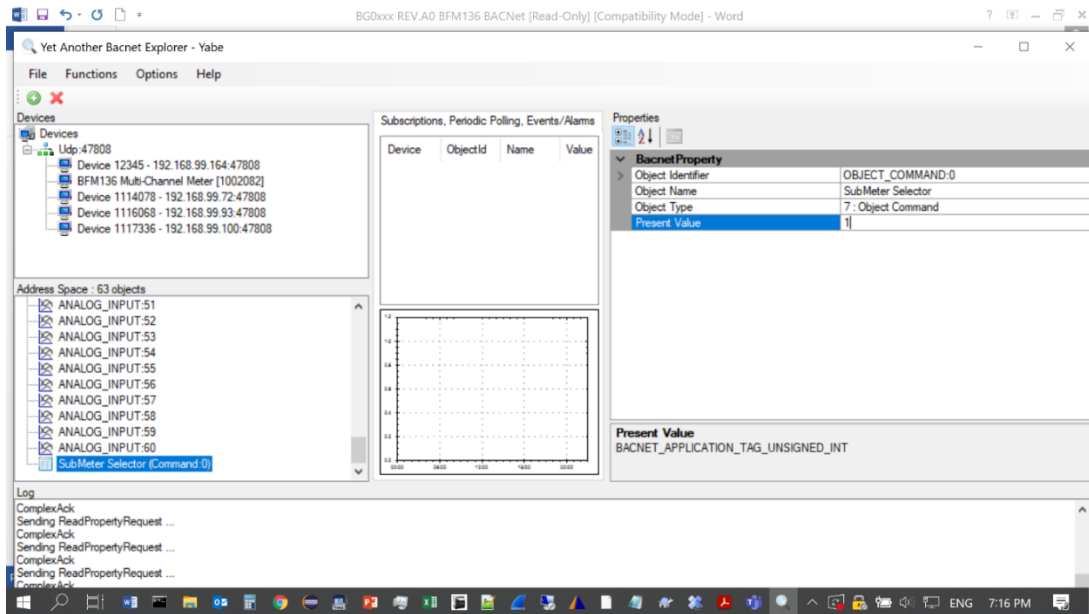 BG0xxx REV.A0 BFM136 BACNet [Read-Only] [Compatibility Mode] - Word
Yet Another Bacnet Explorer - Yabe
File Functions Options Help
Devices
Devices
Udp:47808
Device 12345 - 192.168.99.164:47808
BFM136 Multi-Channel Meter [1002082]
Device 1114078 - 192.168.99.72:47808
Device 1116068 - 192.168.99.93:47808
Device 1117336 - 192.168.99.100:47808
Address Space : 63 objects
ANALOG_INPUT:51
ANALOG_INPUT:52
ANALOG_INPUT:53
ANALOG_INPUT:54
ANALOG_INPUT:55
ANALOG_INPUT:56
ANALOG_INPUT:57
ANALOG_INPUT:58
ANALOG_INPUT:59
ANALOG_INPUT:60
SubMeter Selector (Command:0)
Subscriptions, Periodic Polling, Events/Alarms
Device ObjectId Name Value
Properties
BacnetProperty
Object Identifier OBJECT_COMMAND:0
Object Name SubMeter Selector
Object Type 7 : Object Command
Present Value 1
Present Value
BACNET_APPLICATION_TAG_UNSIGNED_INT
Log
ComplexAck
Sending ReadPropertyRequest ...
ComplexAck
Sending ReadPropertyRequest ...
ComplexAck
Sending ReadPropertyRequest ...
ComplexAck
ENG 7:16 PM